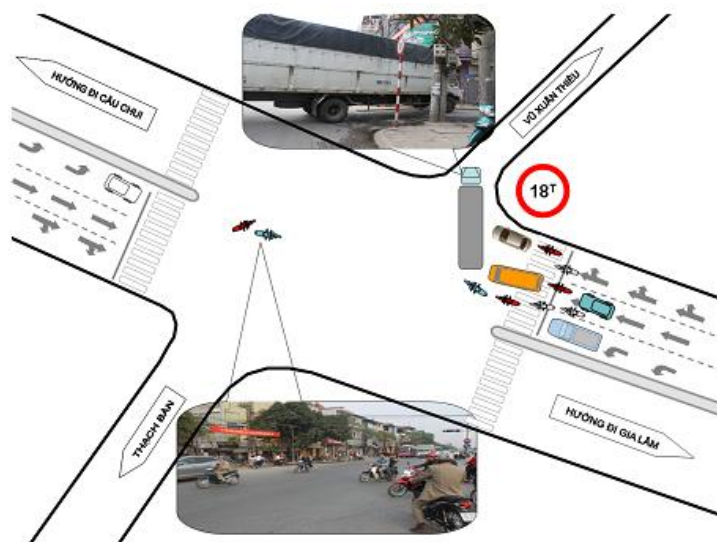 HƯỚNG ĐI CẦU CHUI
VŨ XUÂN THIỀU
18T
THẠCH BÀN
HƯỚNG ĐI GIA LÂM